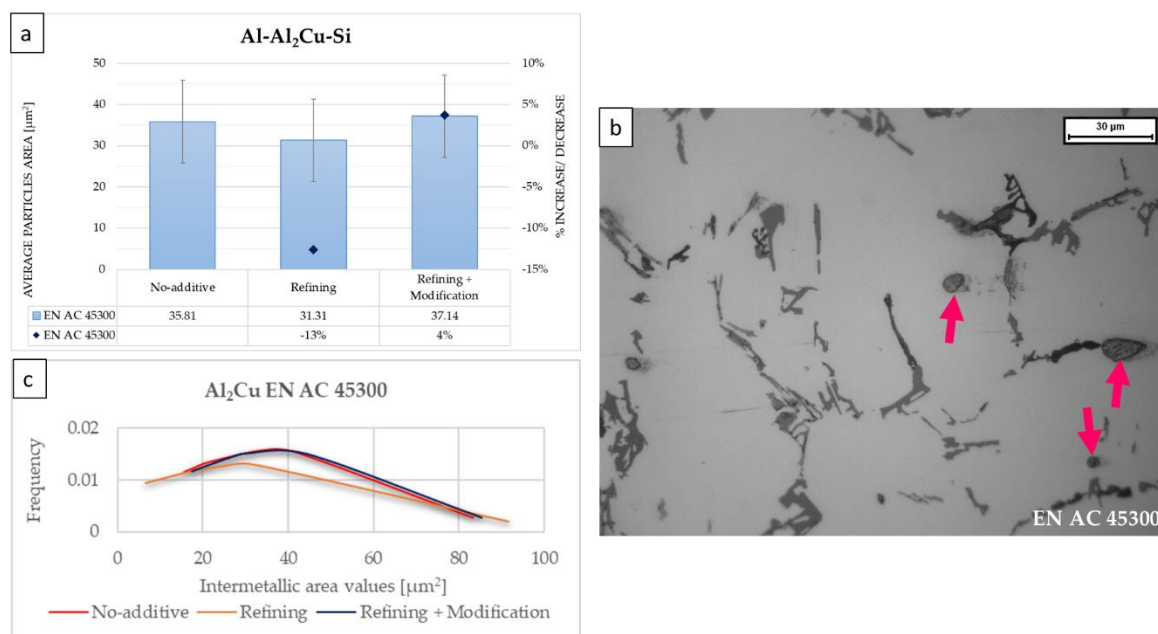 a
Al-Al₂Cu-Si
AVERAGE PARTICLES AREA [µm²]
50
40
30
20
10
0
10%
5%
0%
-5%
-10%
-15%
% INCREASE/ DECREASE
No-additive Refining Refining +
Modification
EN AC 45300 35.81 31.31 37.14
EN AC 45300 -13% 4%
b
30 µm
EN AC 45300
c
Al₂Cu EN AC 45300
Frequency
0.02
0.01
0
0 20 40 60 80 100
Intermetallic area values [µm²]
No-additive Refining Refining + Modification